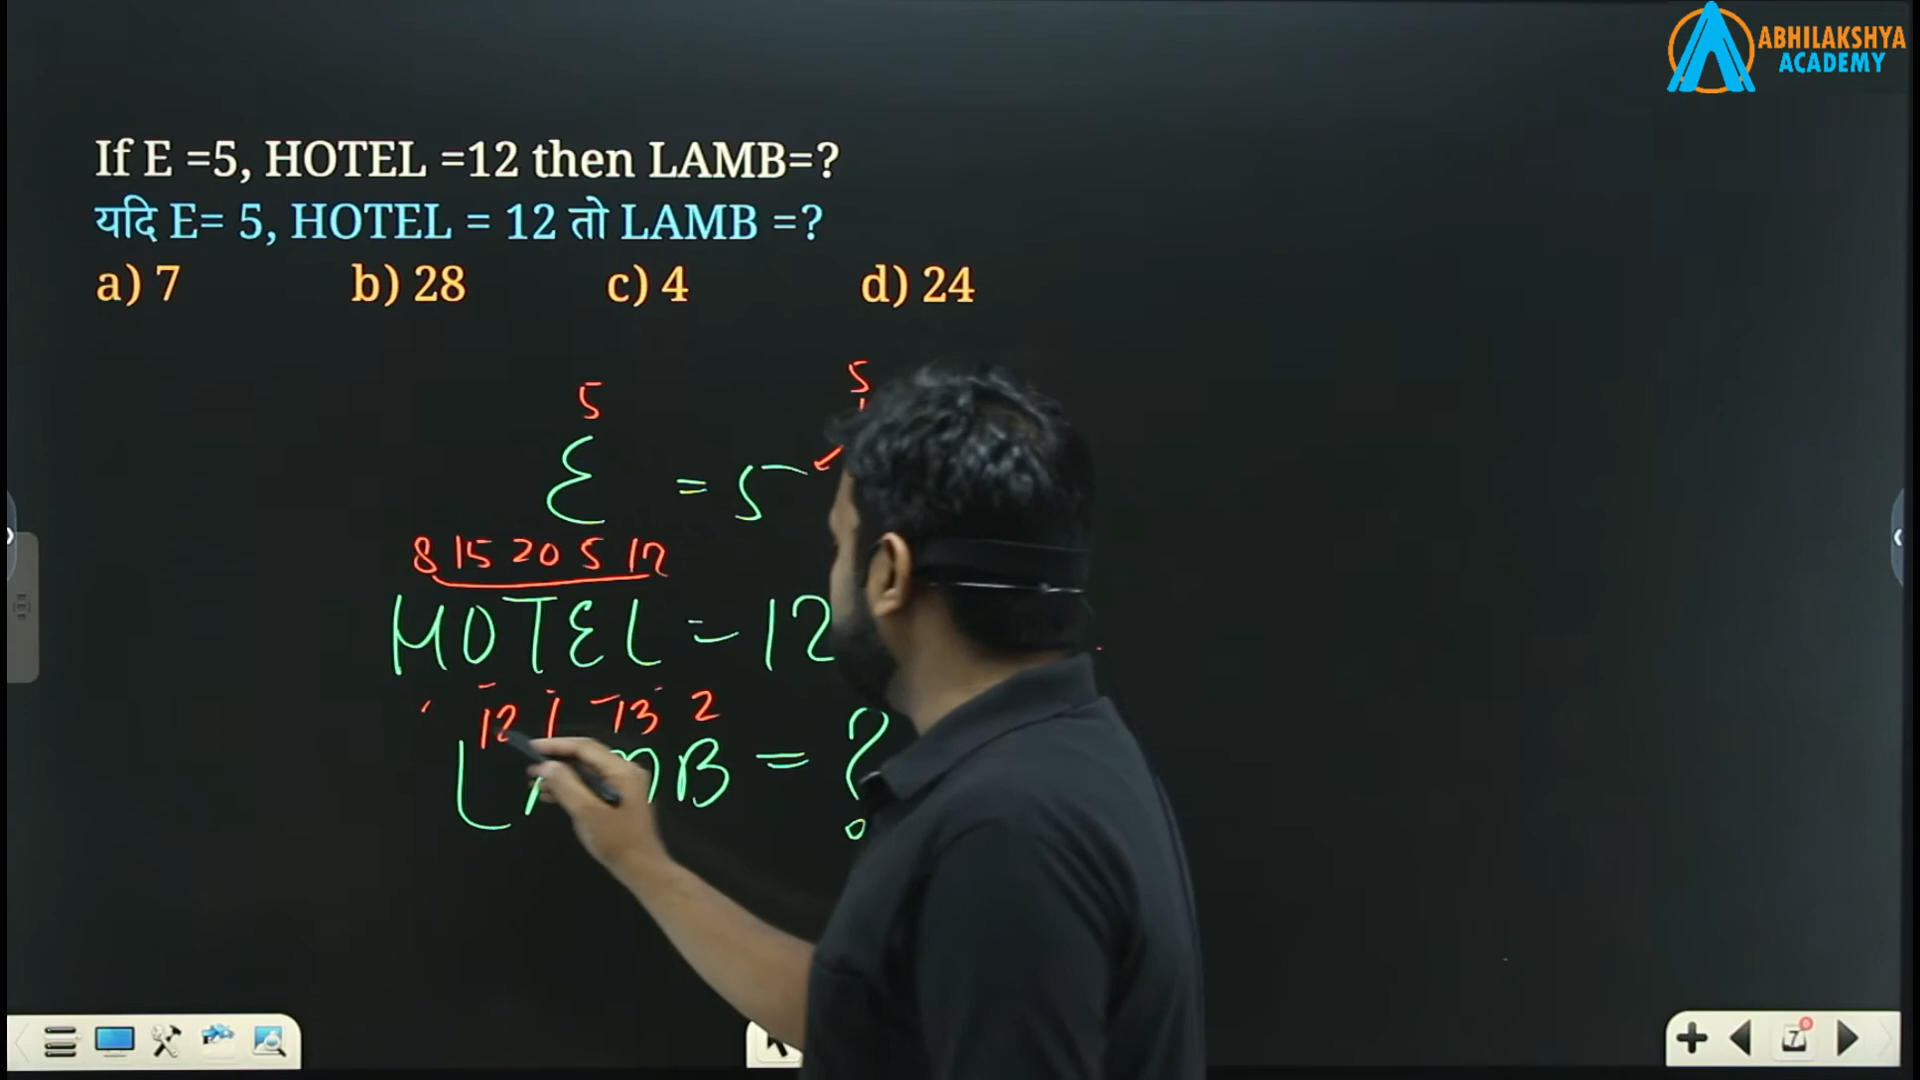 ABHILAKSHYA
ACADEMY
If E =5, HOTEL =12 then LAMB=?
यदि E= 5, HOTEL = 12 तो LAMB =?
a) 7 b) 28 c) 4 d) 24
5 5
E = 5
8 15 20 5 12
HOTEL = 12
12 1 13 2
LAMB = ?
7